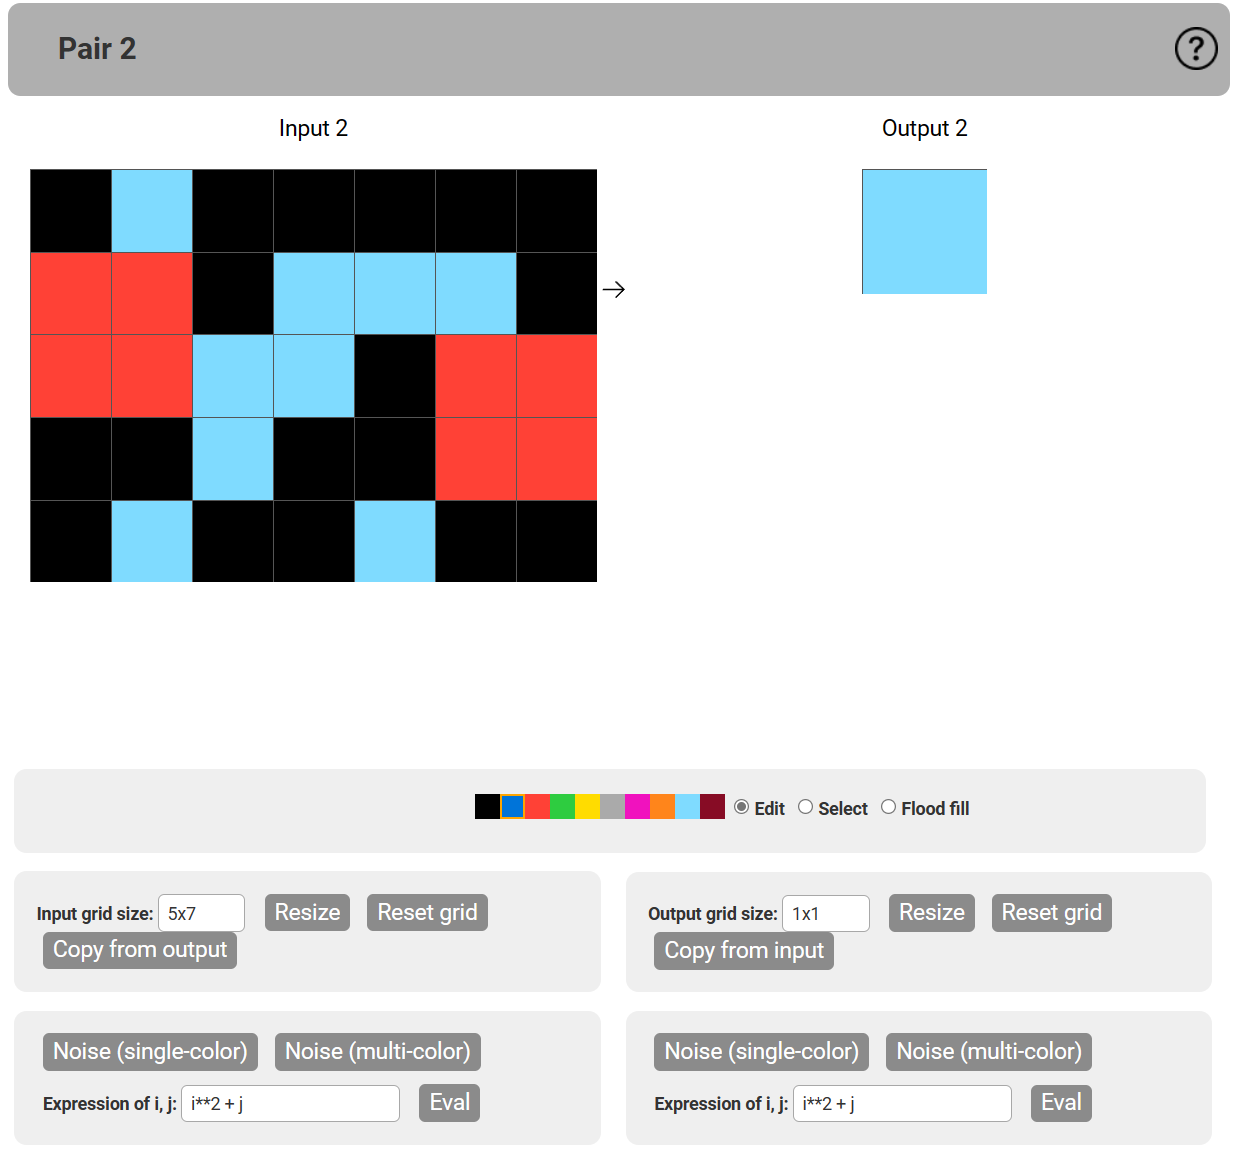 Pair 2
?
Input 2
Output 2
→
Edit Select Flood fill
Input grid size: 5x7 Resize Reset grid
Copy from output
Output grid size: 1x1 Resize Reset grid
Copy from input
Noise (single-color) Noise (multi-color)
Expression of i, j: i**2 + j Eval
Noise (single-color) Noise (multi-color)
Expression of i, j: i**2 + j Eval